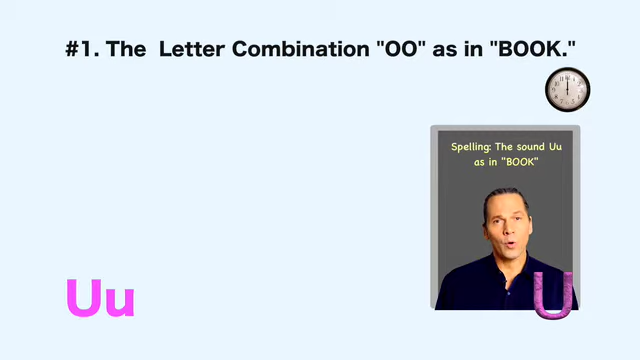 #1. The Letter Combination "OO" as in "BOOK."
Spelling: The sound Uu
as in "BOOK"
Uu
U